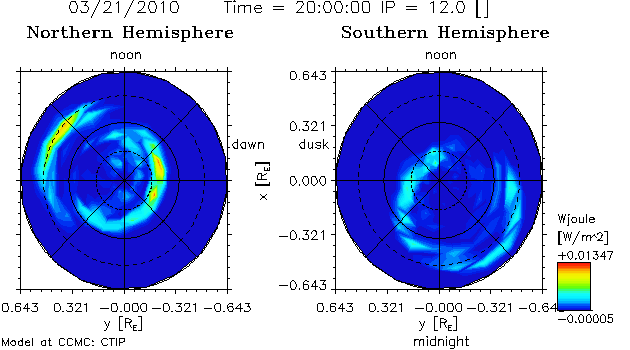 03/21/2010 Time = 20:00:00 IP = 12.0 []
Northern Hemisphere Southern Hemisphere
noon noon
0.643
0.321
dawn dusk
x [RE]
0.000
-0.321
-0.643
Wjoule
[W/m^2]
+0.01347
-0.00005
0.643 0.321 -0.000 -0.321 -0.643 0.643 0.321 -0.000 -0.321 -0.643
y [RE] y [RE]
Model at CCMC: CTIP midnight